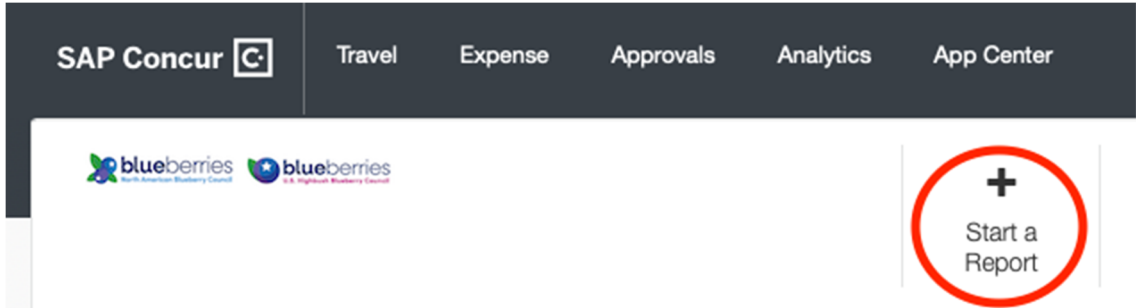 SAP Concur C.
Travel
Expense
Approvals
Analytics
App Center
blueberries
North American Blueberry Council
blueberries
U.S. Highbush Blueberry Council
+
Start a
Report